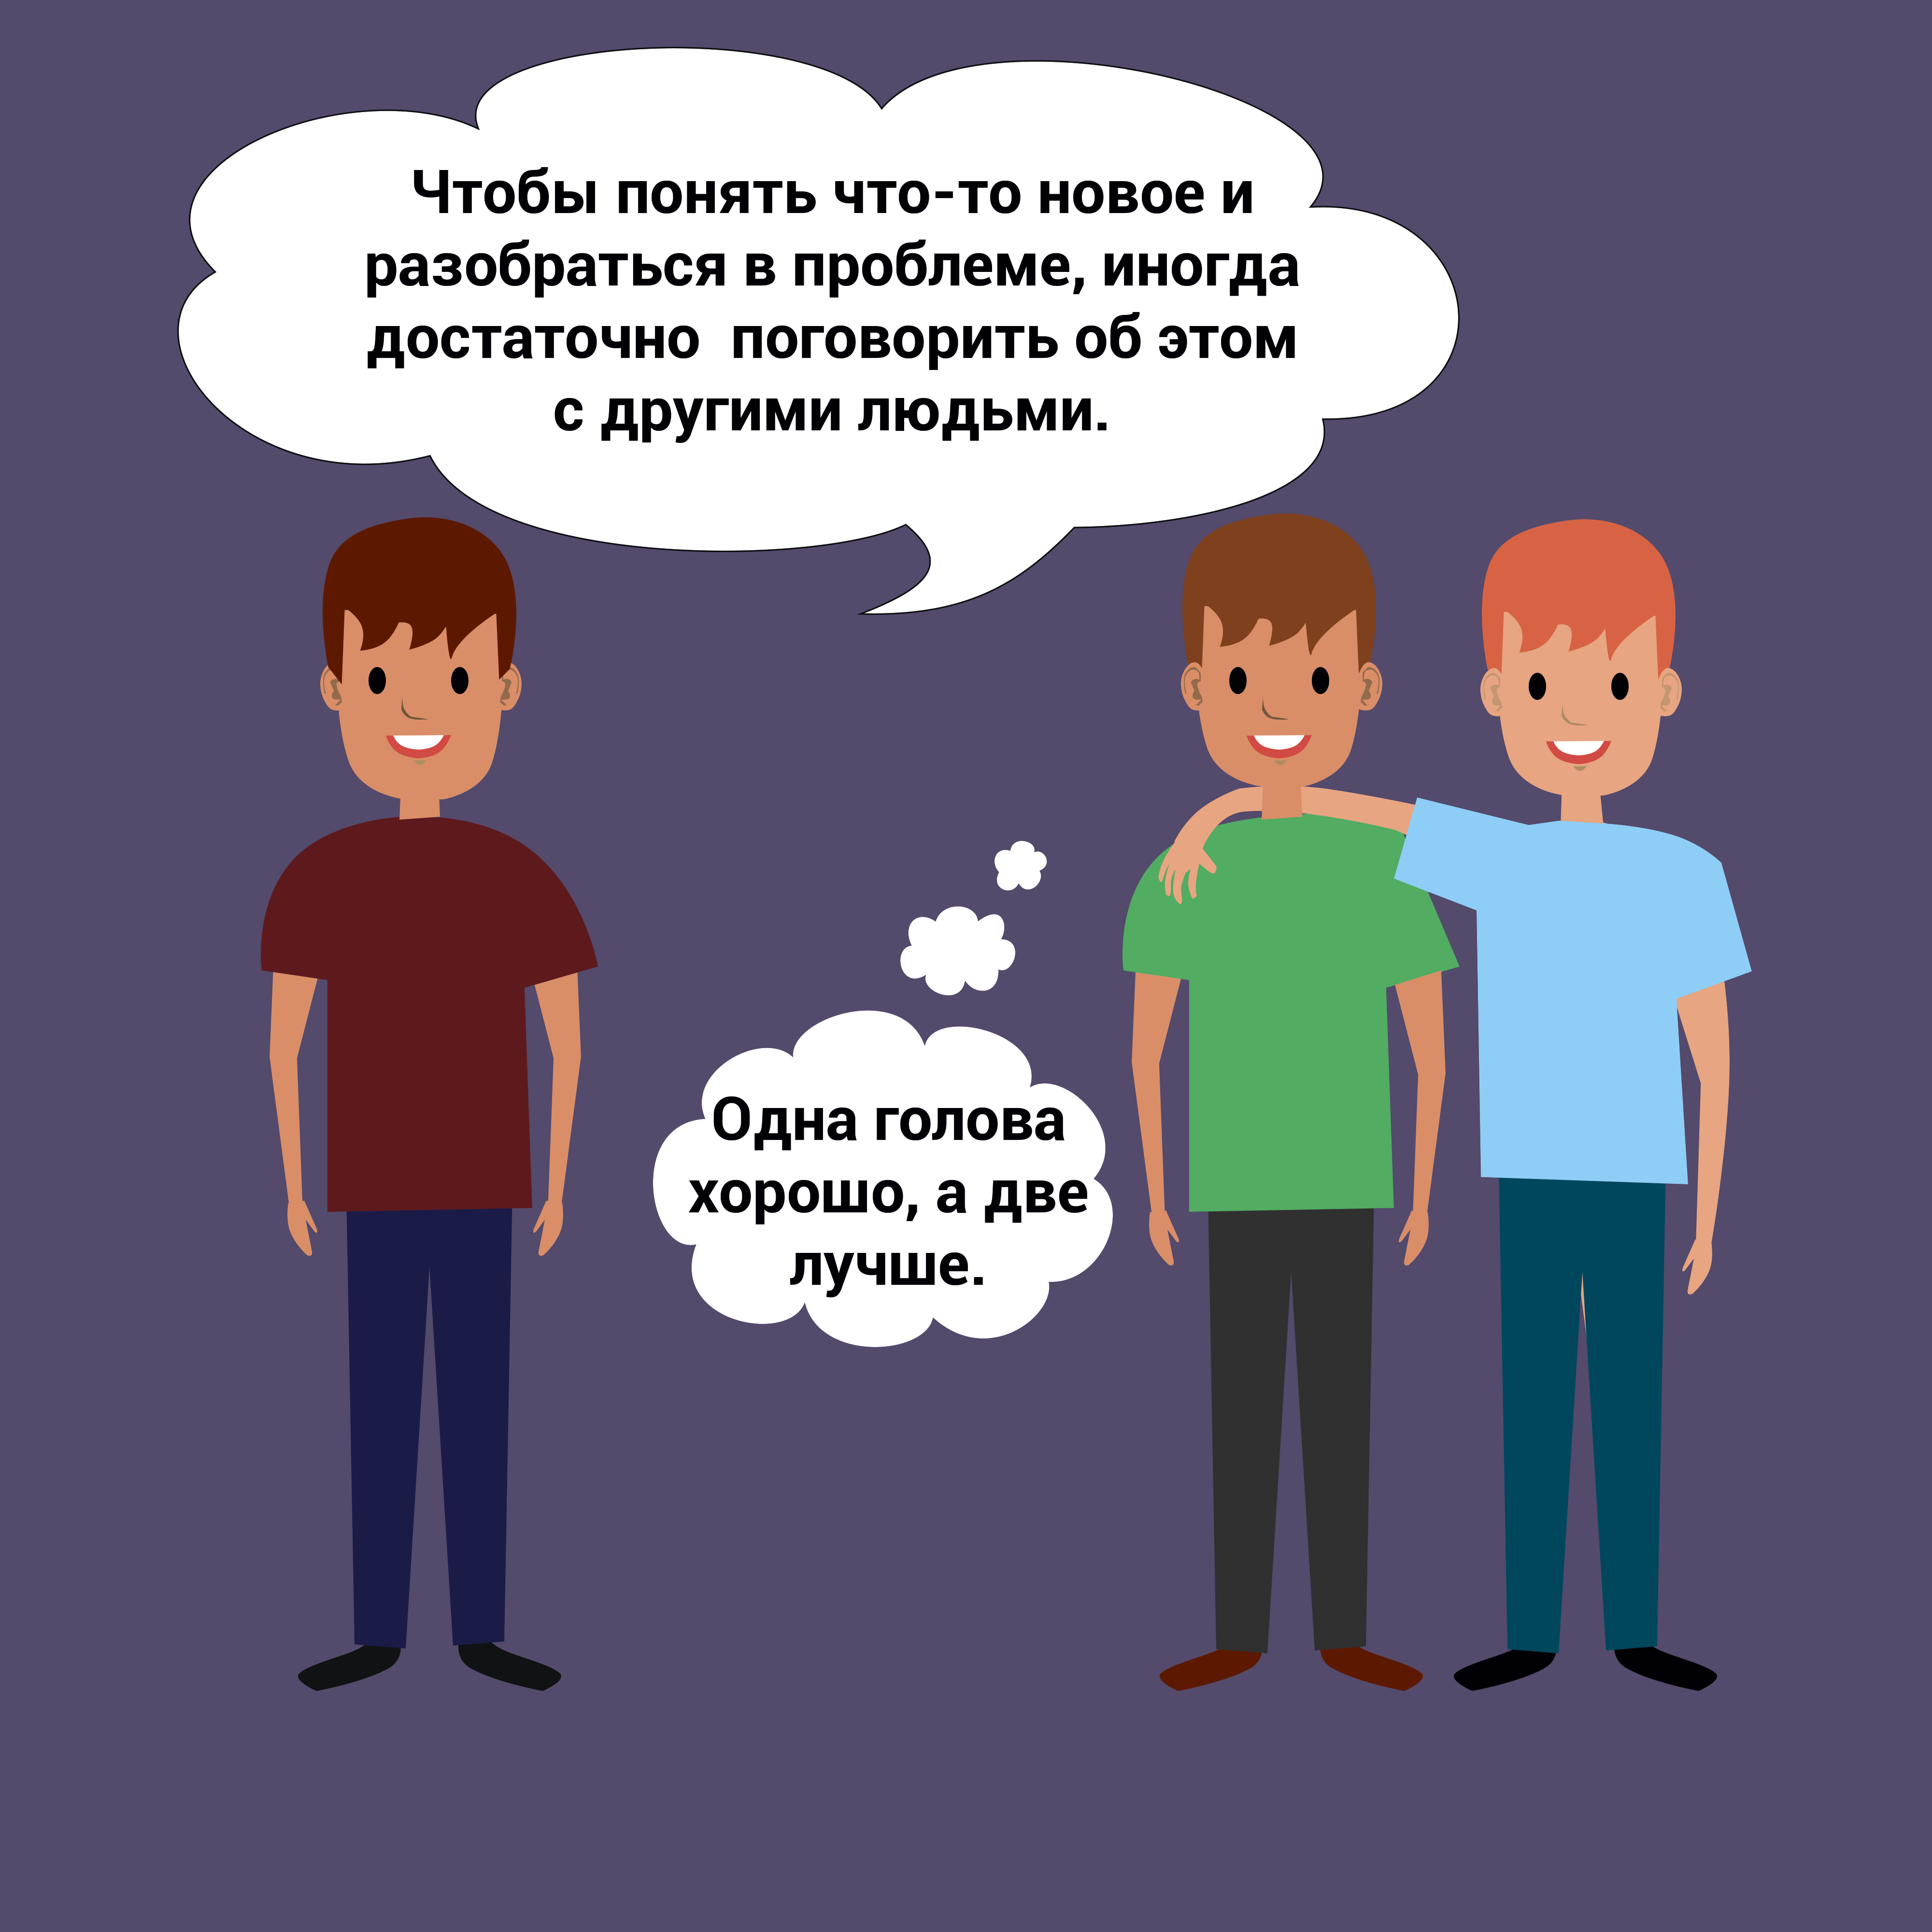 Чтобы понять что-то новое и
разобраться в проблеме, иногда
достаточно  поговорить об этом
с другими людьми.
Одна голова
хорошо, а две
лучше.